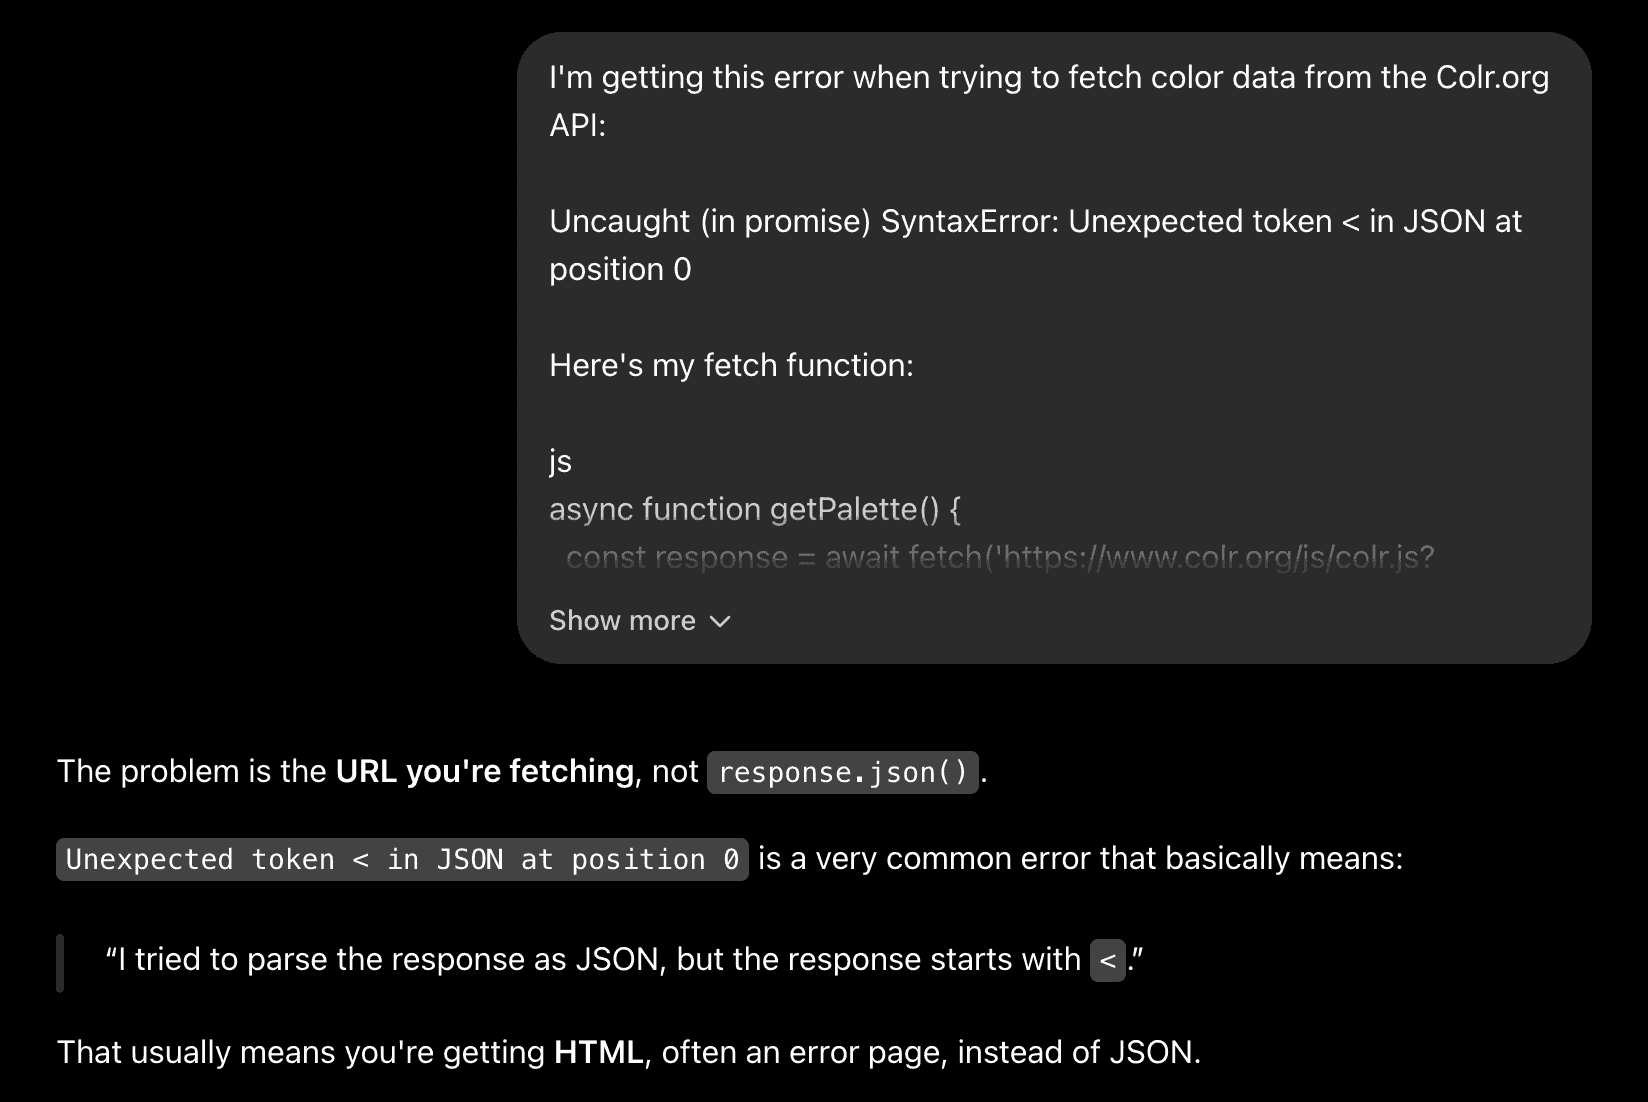 I'm getting this error when trying to fetch color data from the Colr.org
API:
Uncaught (in promise) SyntaxError: Unexpected token < in JSON at
position 0
Here's my fetch function:
js
async function getPalette() {
const response = await fetch('https://www.colr.org/js/colr.js?
Show more
The problem is the URL you're fetching, not response.json().
Unexpected token < in JSON at position 0 is a very common error that basically means:
“I tried to parse the response as JSON, but the response starts with <.”
That usually means you're getting HTML, often an error page, instead of JSON.